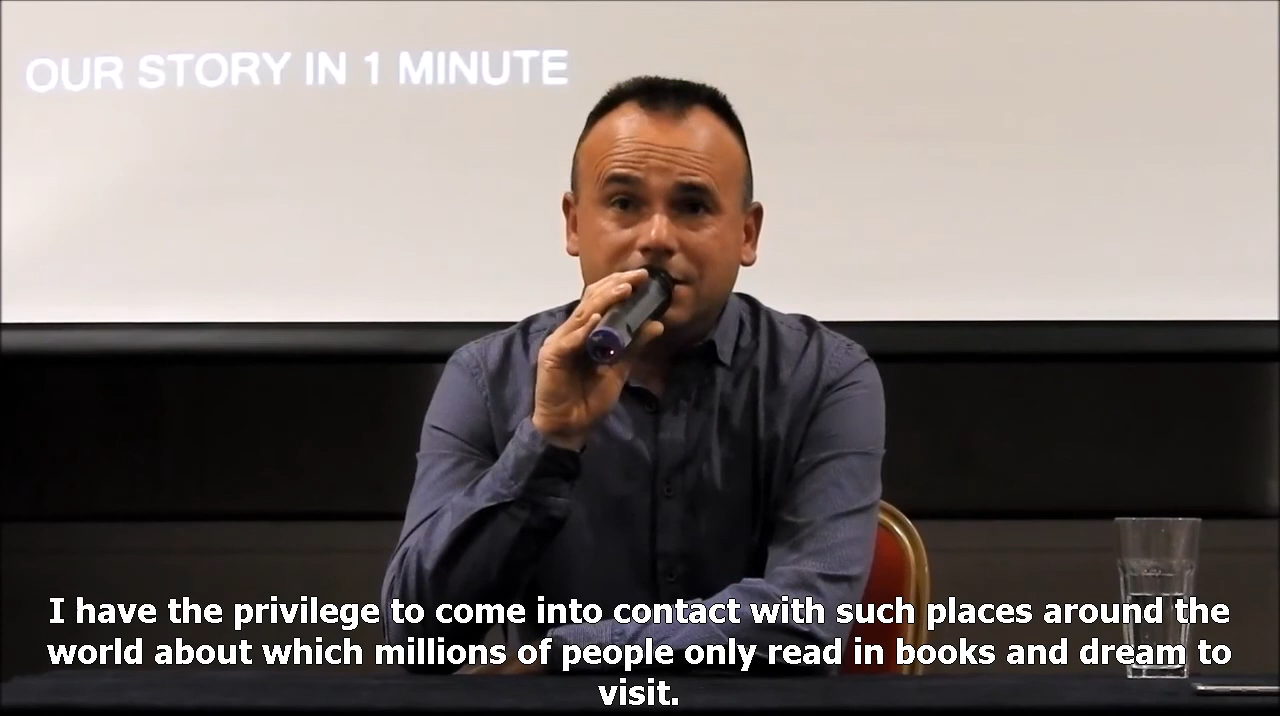 OUR STORY IN 1 MINUTE
I have the privilege to come into contact with such places around the
world about which millions of people only read in books and dream to
visit.